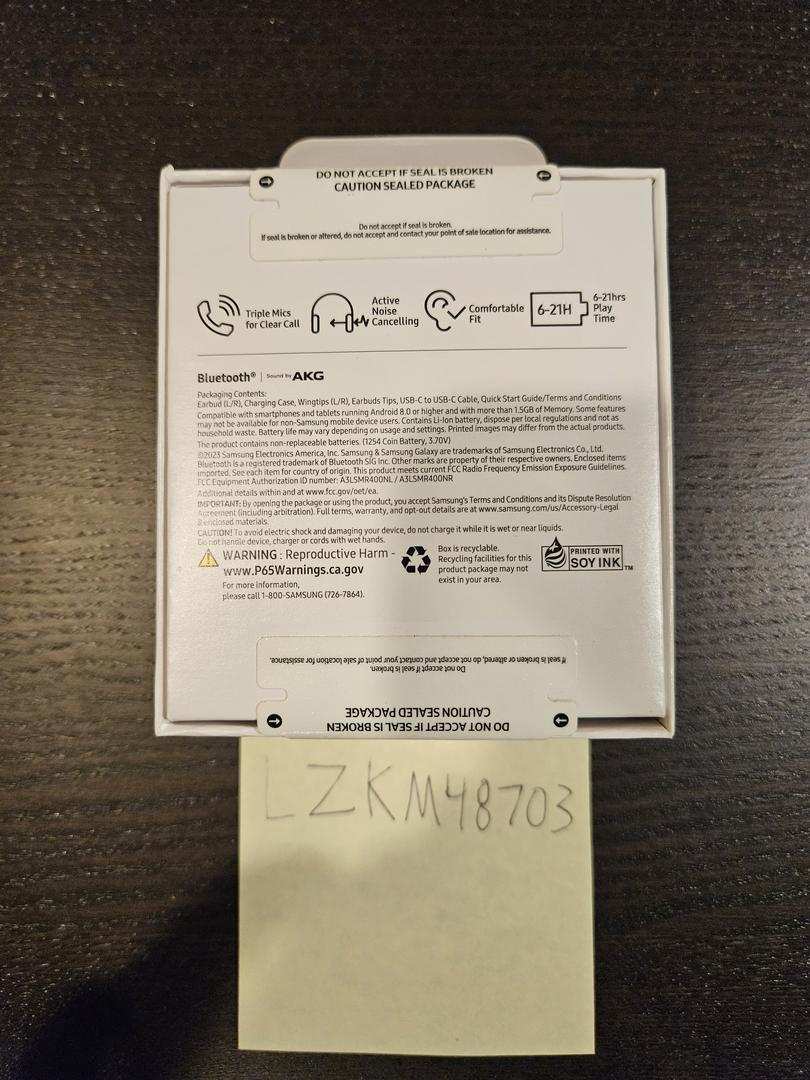 DO NOT ACCEPT IF SEAL IS BROKEN
CAUTION SEALED PACKAGE
Do not accept if seal is broken.
If seal is broken or altered, do not accept and contact your point of sale location for assistance.
Triple Mics
for Clear Call
Active
Noise
Cancelling
Comfortable
Fit
6-21H
6-21hrs
Play
Time
Bluetooth® | Sound by AKG
Packaging Contents:
Earbud (L/R), Charging Case, Wingtips (L/R), Earbuds Tips, USB-C to USB-C Cable, Quick Start Guide/Terms and Conditions
Compatible with smartphones and tablets running Android 8.0 or higher and with more than 1.5GB of Memory. Some features
may not be available for non-Samsung mobile device users. Contains Li-Ion battery, dispose per local regulations and not as
household waste. Battery life may vary depending on usage and settings. Printed images may differ from the actual products.
The product contains non-replaceable batteries. (1254 Coin Battery, 3.70V)
©2023 Samsung Electronics America, Inc. Samsung & Samsung Galaxy are trademarks of Samsung Electronics Co., Ltd.
Bluetooth is a registered trademark of Bluetooth SIG Inc. Other marks are property of their respective owners. Enclosed items
imported. See each item for country of origin. This product meets current FCC Radio Frequency Emission Exposure Guidelines.
FCC Equipment Authorization ID number: A3LSMR400NL / A3LSMR400NR
Additional details within and at www.fcc.gov/oet/ea.
IMPORTANT: By opening the package or using the product, you accept Samsung's Terms and Conditions and its Dispute Resolution
Agreement (including arbitration). Full terms, warranty, and opt-out details are at www.samsung.com/us/Accessory-Legal
& enclosed materials.
CAUTION! To avoid electric shock and damaging your device, do not charge it while it is wet or near liquids.
Do not handle device, charger or cords with wet hands.
WARNING : Reproductive Harm -
www.P65Warnings.ca.gov
For more information,
please call 1-800-SAMSUNG (726-7864).
Box is recyclable.
Recycling facilities for this
product package may not
exist in your area.
PRINTED WITH
SOY INK™
DO NOT ACCEPT IF SEAL IS BROKEN
CAUTION SEALED PACKAGE
Do not accept if seal is broken.
If seal is broken or altered, do not accept and contact your point of sale location for assistance.
LZKM48703